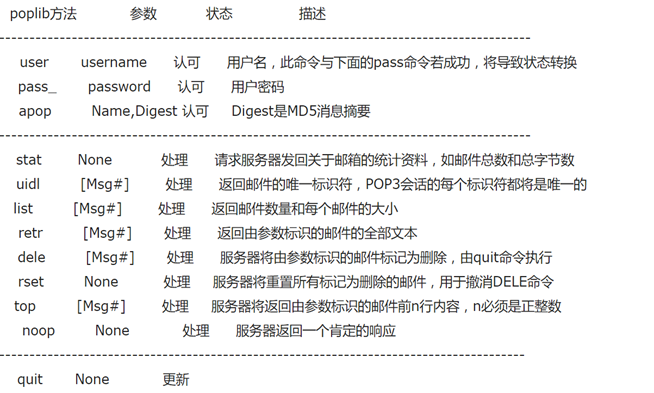 poplib方法 参数 状态 描述
-----------------------------------------------------------------------------------------------
user username 认可 用户名，此命令与下面的pass命令若成功，将导致状态转换
pass_ password 认可 用户密码
apop Name,Digest 认可 Digest是MD5消息摘要
-----------------------------------------------------------------------------------------------
stat None 处理 请求服务器发回关于邮箱的统计资料，如邮件总数和总字节数
uidl [Msg#] 处理 返回邮件的唯一标识符，POP3会话的每个标识符都将是唯一的
list [Msg#] 处理 返回邮件数量和每个邮件的大小
retr [Msg#] 处理 返回由参数标识的邮件的全部文本
dele [Msg#] 处理 服务器将由参数标识的邮件标记为删除，由quit命令执行
rset None 处理 服务器将重置所有标记为删除的邮件，用于撤消DELE命令
top [Msg#] 处理 服务器将返回由参数标识的邮件前n行内容，n必须是正整数
noop None 处理 服务器返回一个肯定的响应
-----------------------------------------------------------------------------------------------
quit None 更新